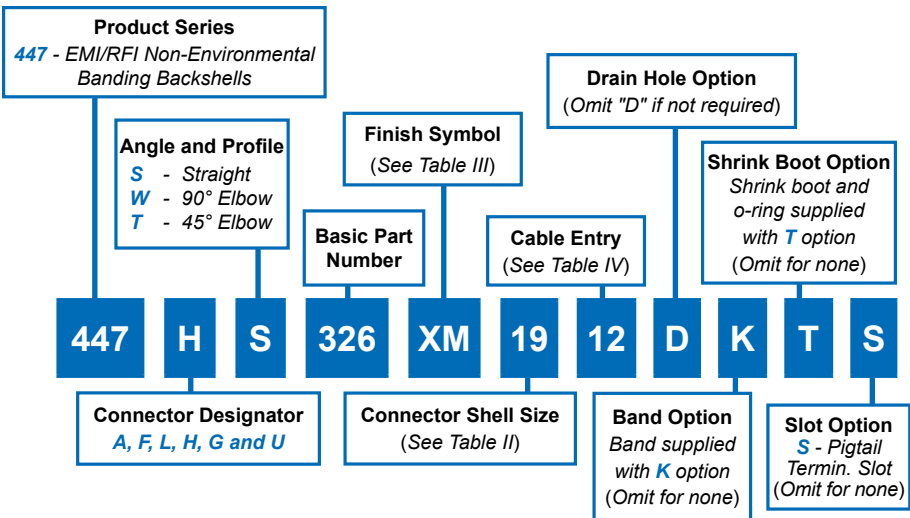 Product Series
447 - EMI/RFI Non-Environmental
Banding Backshells
Angle and Profile
S - Straight
W - 90° Elbow
T - 45° Elbow
Basic Part
Number
Finish Symbol
(See Table III)
Cable Entry
(See Table IV)
Drain Hole Option
(Omit "D" if not required)
Shrink Boot Option
Shrink boot and
o-ring supplied
with T option
(Omit for none)
447 H S 326 XM 19 12 D K T S
Connector Designator
A, F, L, H, G and U
Connector Shell Size
(See Table II)
Band Option
Band supplied
with K option
(Omit for none)
Slot Option
S - Pigtail
Termin. Slot
(Omit for none)